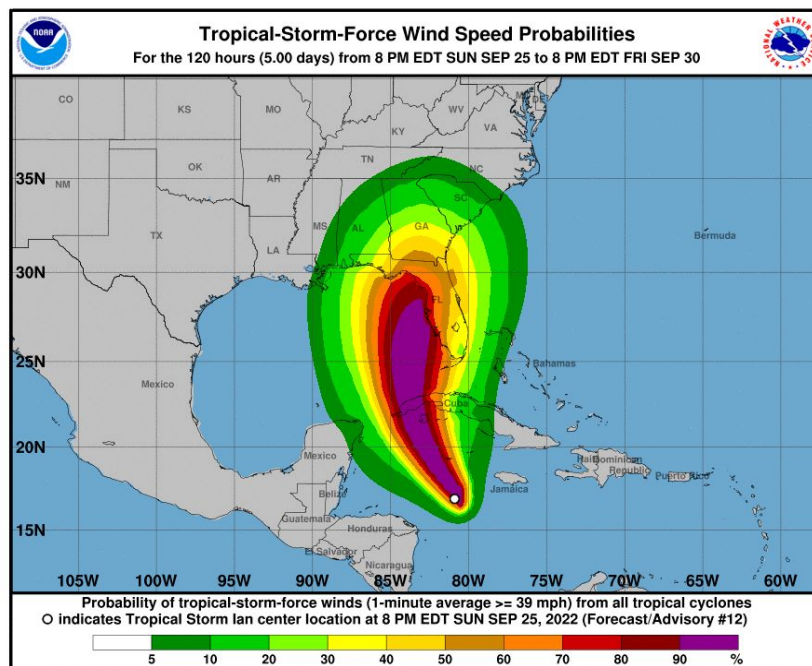 Tropical-Storm-Force Wind Speed Probabilities
For the 120 hours (5.00 days) from 8 PM EDT SUN SEP 25 to 8 PM EDT FRI SEP 30
NOAA
CO
KS
MO
WV
DE
VA
KY
35N
NM
OK
AR
TN
NC
TX
LA
MS
AL
GA
SC
Bermuda
30N
FL
25N
Bahamas
Mexico
Cuba
20N
Mexico
Belize
Jamaica
Haiti
Dominican
Republic
Puerto Rico
15N
Guatemala
Honduras
El Salvador
Nicaragua
105W 100W 95W 90W 85W 80W 75W 70W 65W 60W
Probability of tropical-storm-force winds (1-minute average >= 39 mph) from all tropical cyclones
indicates Tropical Storm Ian center location at 8 PM EDT SUN SEP 25, 2022 (Forecast/Advisory #12)
5 10 20 30 40 50 60 70 80 90 %